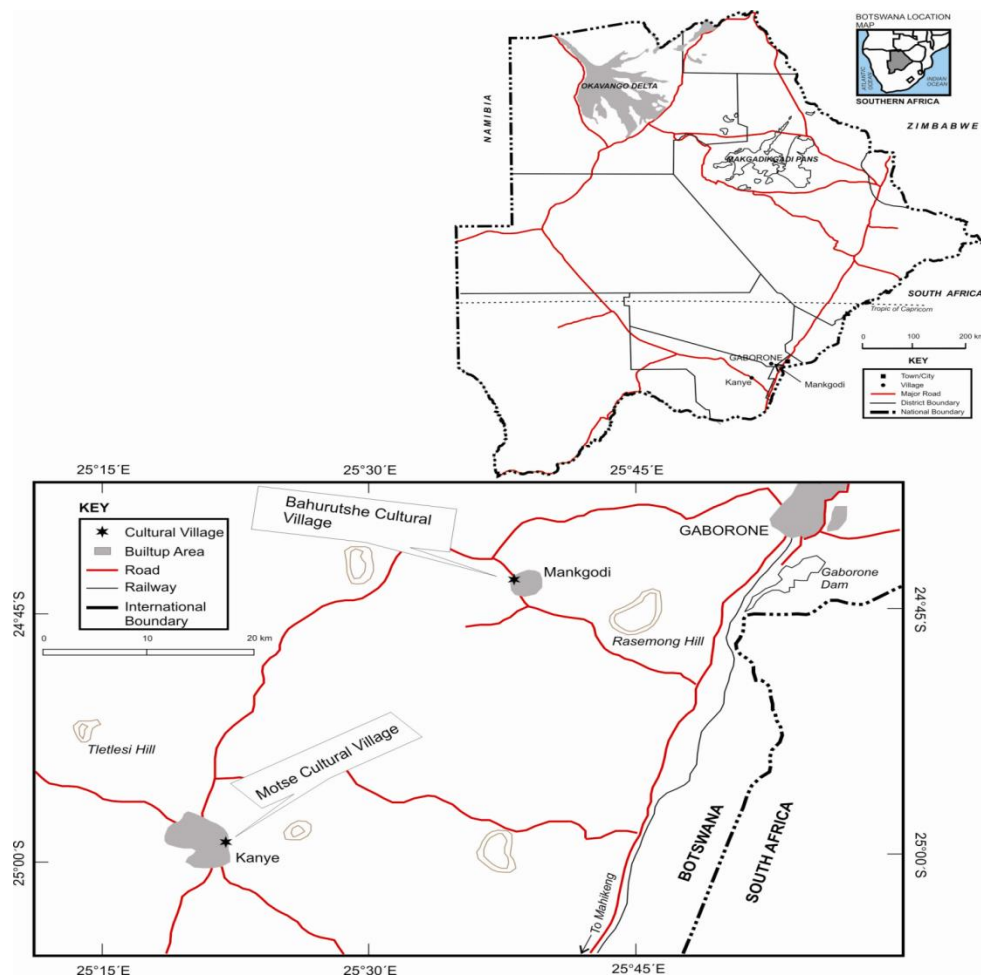 BOTSWANA LOCATION
MAP
ATLANTIC
OCEAN
INDIAN
OCEAN
SOUTHERN AFRICA
NAMIBIA
OKAVANGO DELTA
ZIMBABWE
MAKGADIKGADI PANS
SOUTH AFRICA
Tropic of Capricorn
0 100 200 km
GABORONE
Kanye
Mankgodi
KEY
Town/City
Village
Major Road
District Boundary
National Boundary
25°15´E
25°30´E
25°45´E
KEY
Cultural Village
Builtup Area
Road
Railway
International
Boundary
0 10 20 km
Bahurutshe Cultural
Village
GABORONE
Mankgodi
Gaborone
Dam
24°45´S
24°45´S
Rasemong Hill
Tletlesi Hill
Motse Cultural Village
Kanye
BOTSWANA
SOUTH AFRICA
25°00´S
25°00´S
To Mahikeng
25°15´E
25°30´E
25°45´E